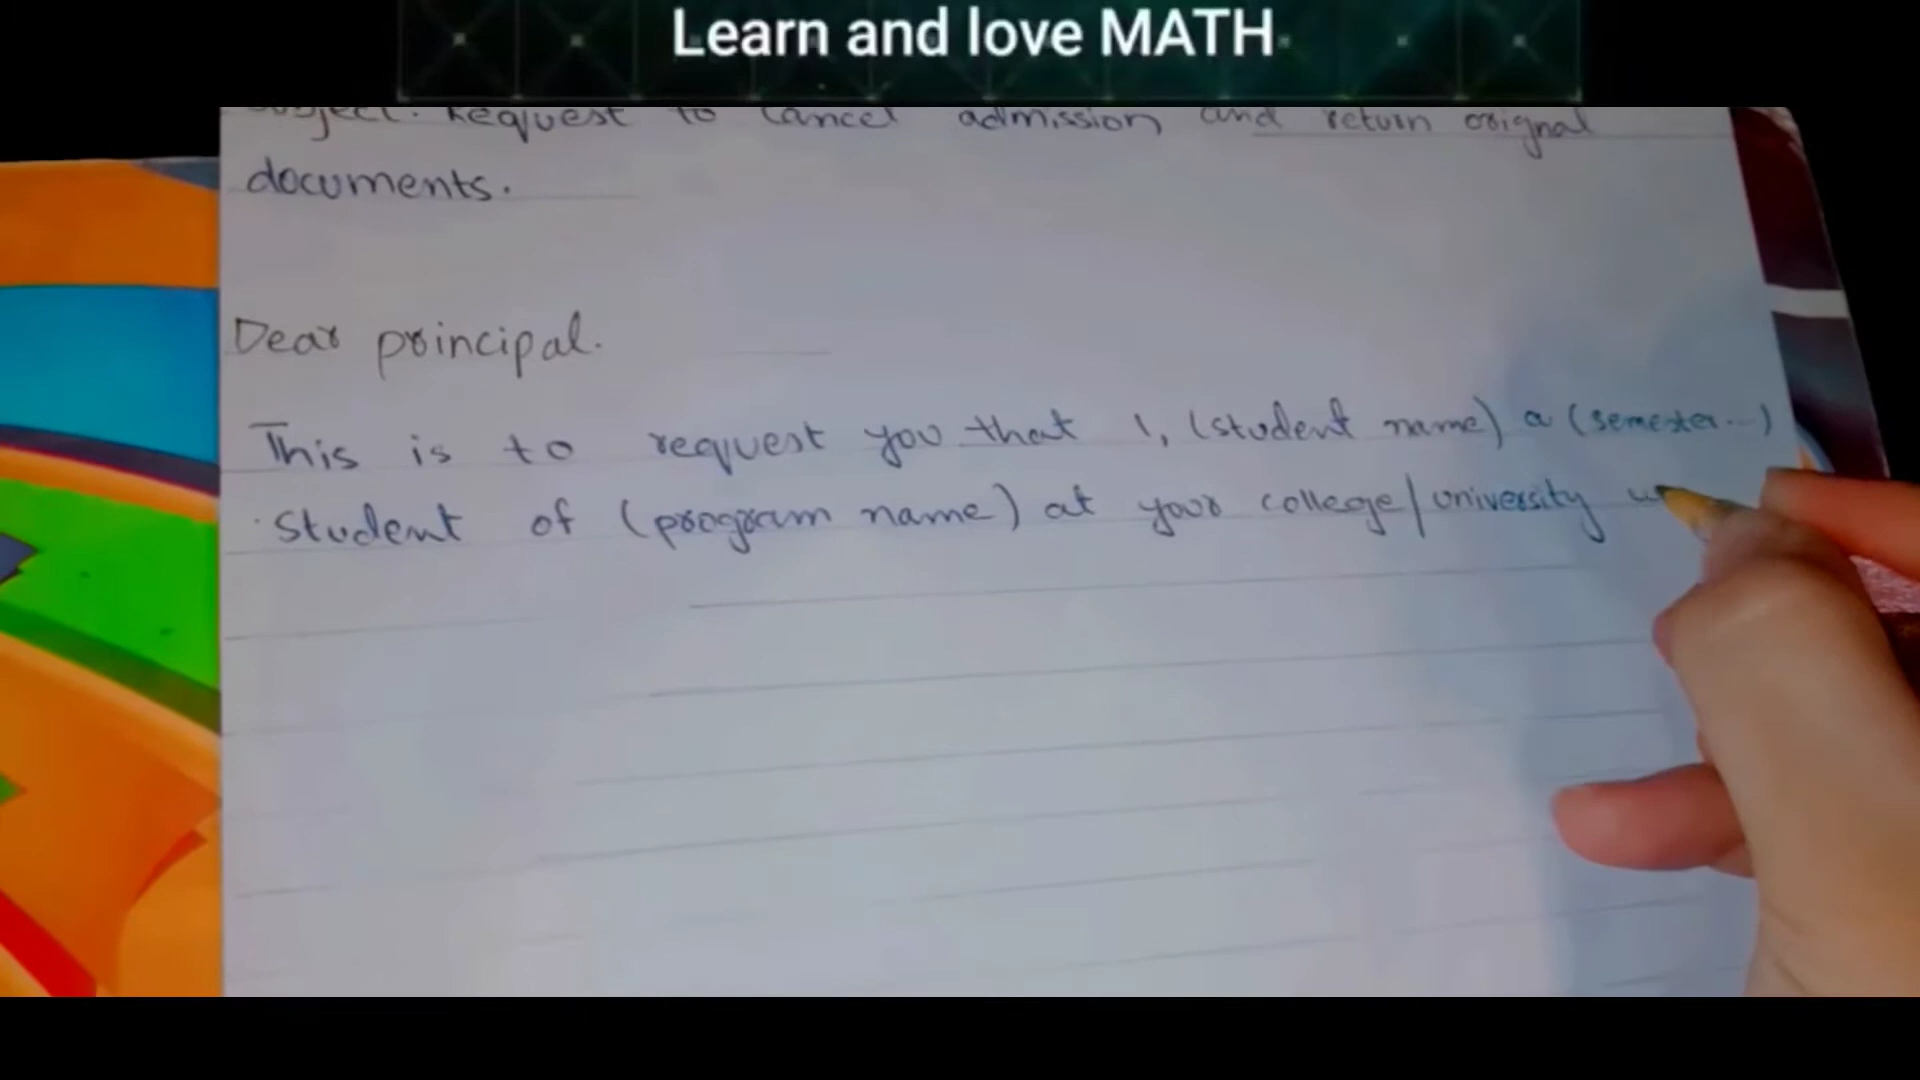 Learn and love MATH
Subject: Request to cancel admission and return orignal
documents.
Dear principal.
This is to request you that I, (student name) a (semester...)
student of (program name) at your college/university